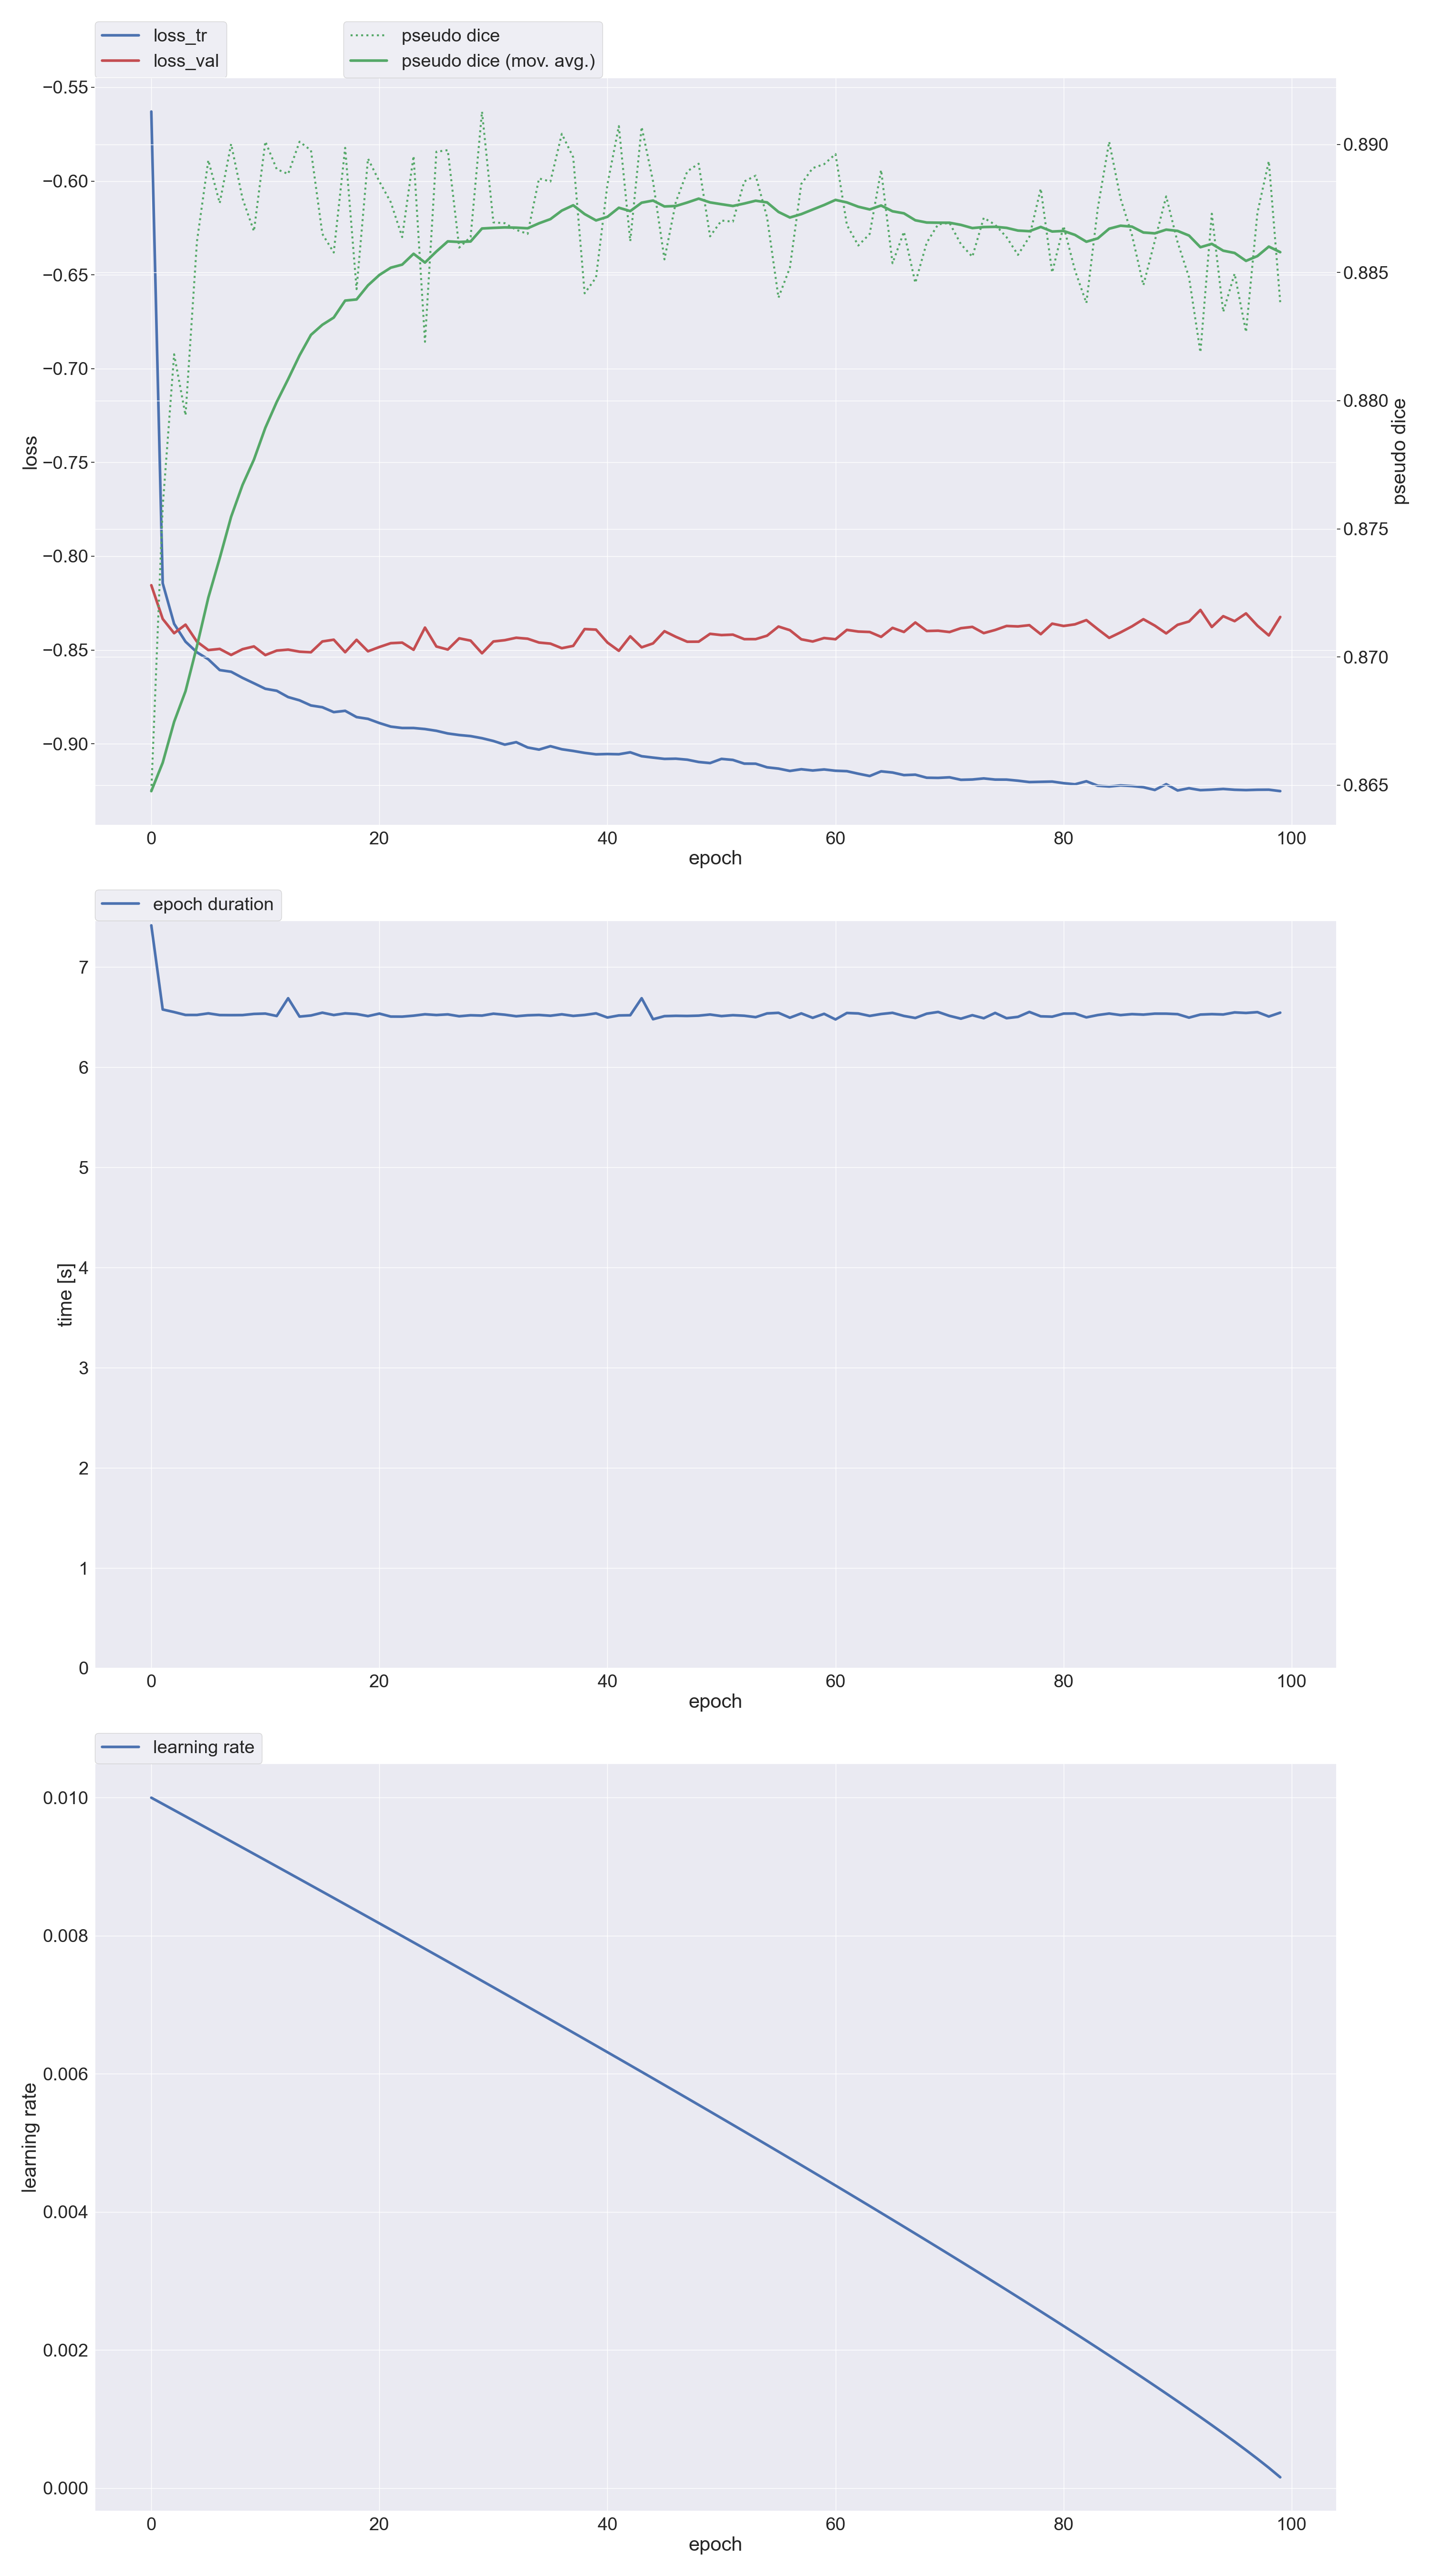 loss_tr
loss_val
pseudo dice
pseudo dice (mov. avg.)
−0.55
−0.60
−0.65
−0.70
−0.75
−0.80
−0.85
−0.90
loss
0.890
0.885
0.880
0.875
0.870
0.865
pseudo dice
0 20 40 60 80 100
epoch
epoch duration
7
6
5
4
3
2
1
0
time [s]
0 20 40 60 80 100
epoch
learning rate
0.010
0.008
0.006
0.004
0.002
0.000
learning rate
0 20 40 60 80 100
epoch